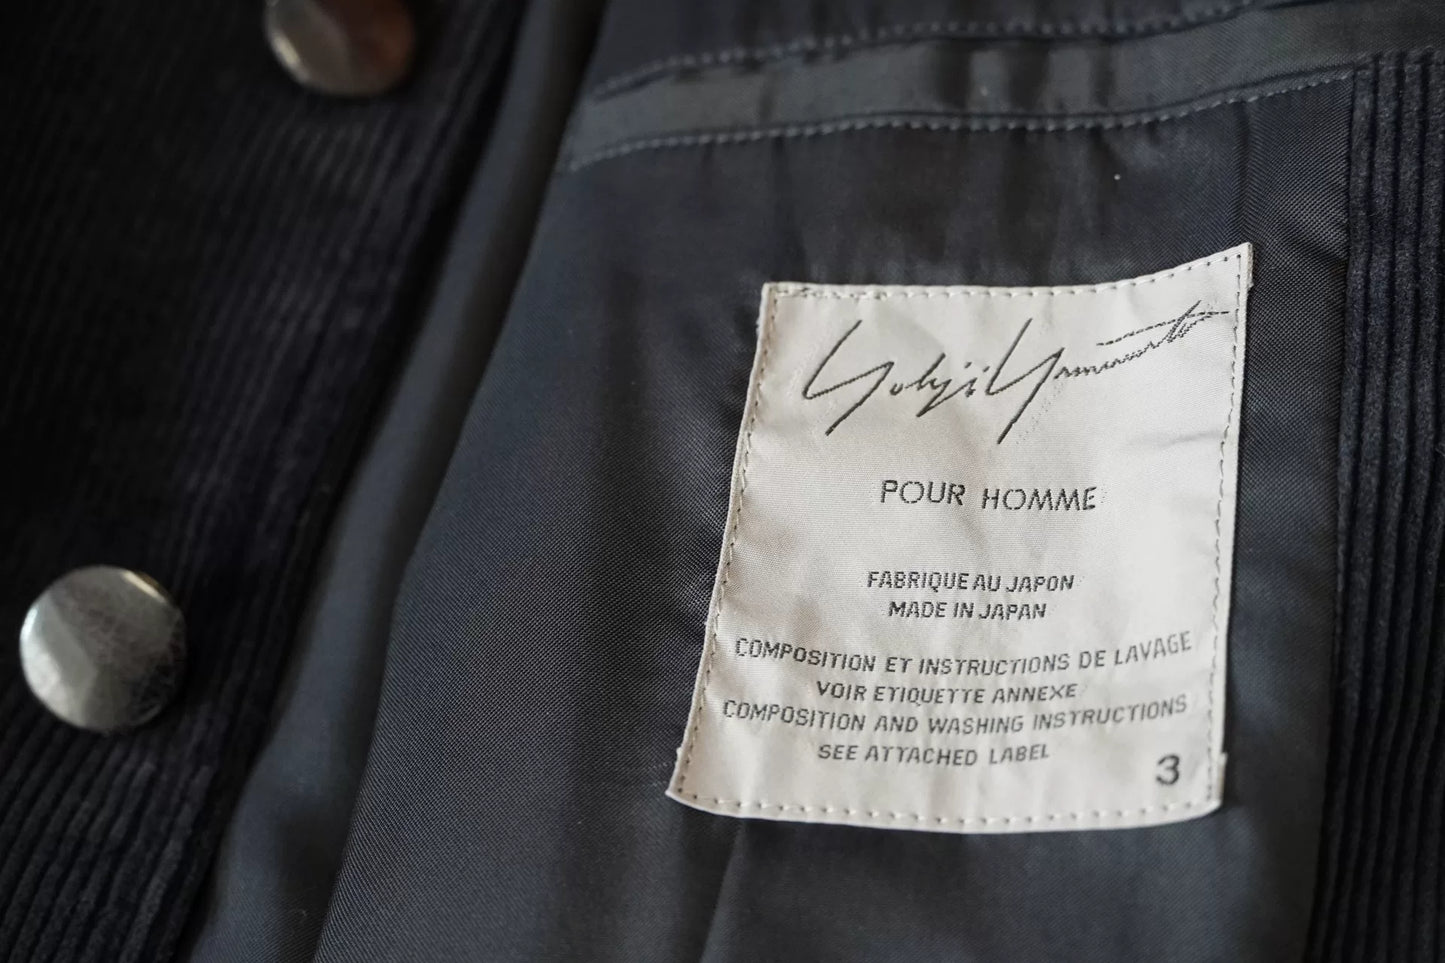 Yohji Yamamoto
POUR HOMME
FABRIQUE AU JAPON
MADE IN JAPAN
COMPOSITION ET INSTRUCTIONS DE LAVAGE
VOIR ETIQUETTE ANNEXE
COMPOSITION AND WASHING INSTRUCTIONS
SEE ATTACHED LABEL
3